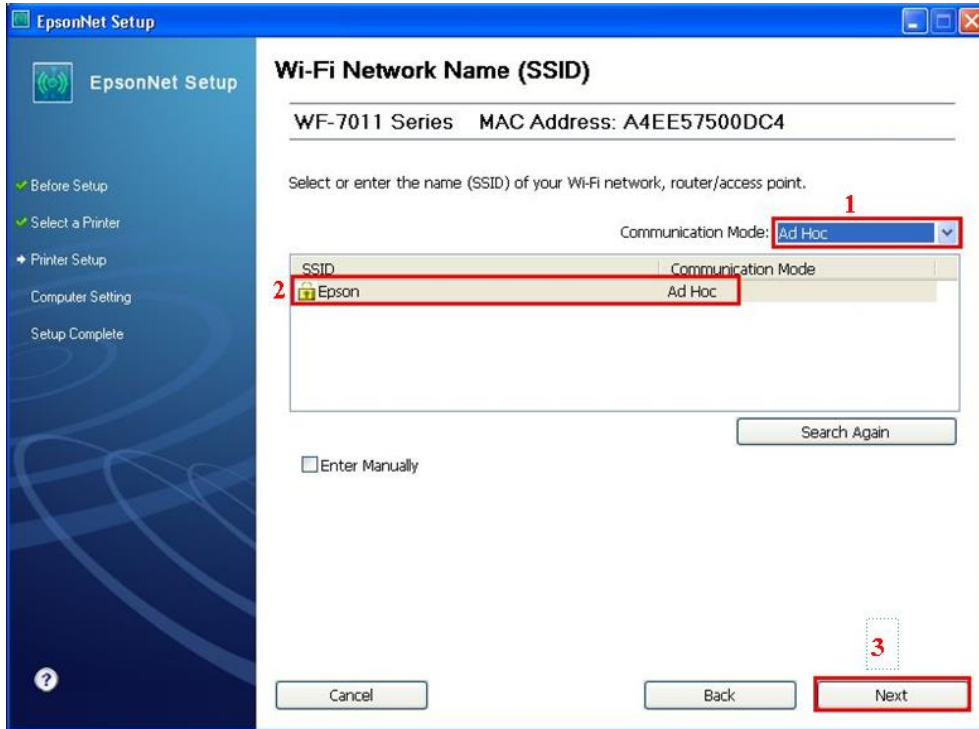 EpsonNet Setup
EpsonNet Setup
Before Setup
Select a Printer
Printer Setup
Computer Setting
Setup Complete
Wi-Fi Network Name (SSID)
WF-7011 Series MAC Address: A4EE57500DC4
Select or enter the name (SSID) of your Wi-Fi network, router/access point.
1
Communication Mode: Ad Hoc
SSID Communication Mode
2 Epson Ad Hoc
Search Again
Enter Manually
3
?
Cancel Back Next